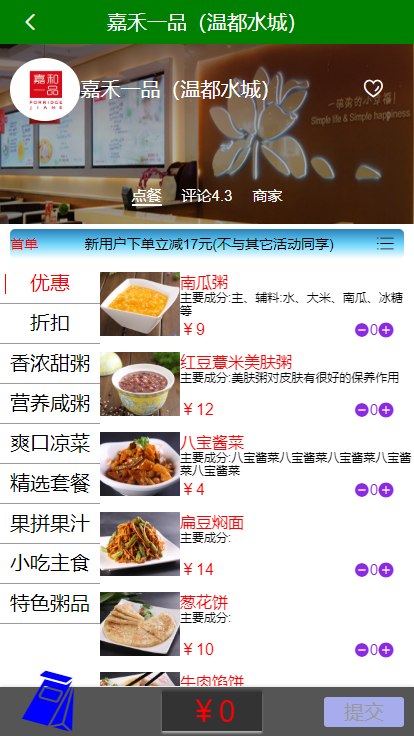 嘉禾一品（温都水城）
嘉和一品
PORRIDGE
JIAHE
嘉禾一品（温都水城）
一碗粥的小幸福!
Simple life & Simple happiness
点餐 评论4.3 商家
首单 新用户下单立减17元(不与其它活动同享)
优惠
折扣
香浓甜粥
营养咸粥
爽口凉菜
精选套餐
果拼果汁
小吃主食
特色粥品
南瓜粥
主要成分:主、辅料:水、大米、南瓜、冰糖
等
￥9 0
红豆薏米美肤粥
主要成分:美肤粥对皮肤有很好的保养作用
￥12 0
八宝酱菜
主要成分:八宝酱菜八宝酱菜八宝酱菜八宝酱
菜八宝酱菜
￥4 0
扁豆焖面
主要成分:
￥14 0
葱花饼
主要成分:
￥10 0
牛肉馅饼
￥0
提交